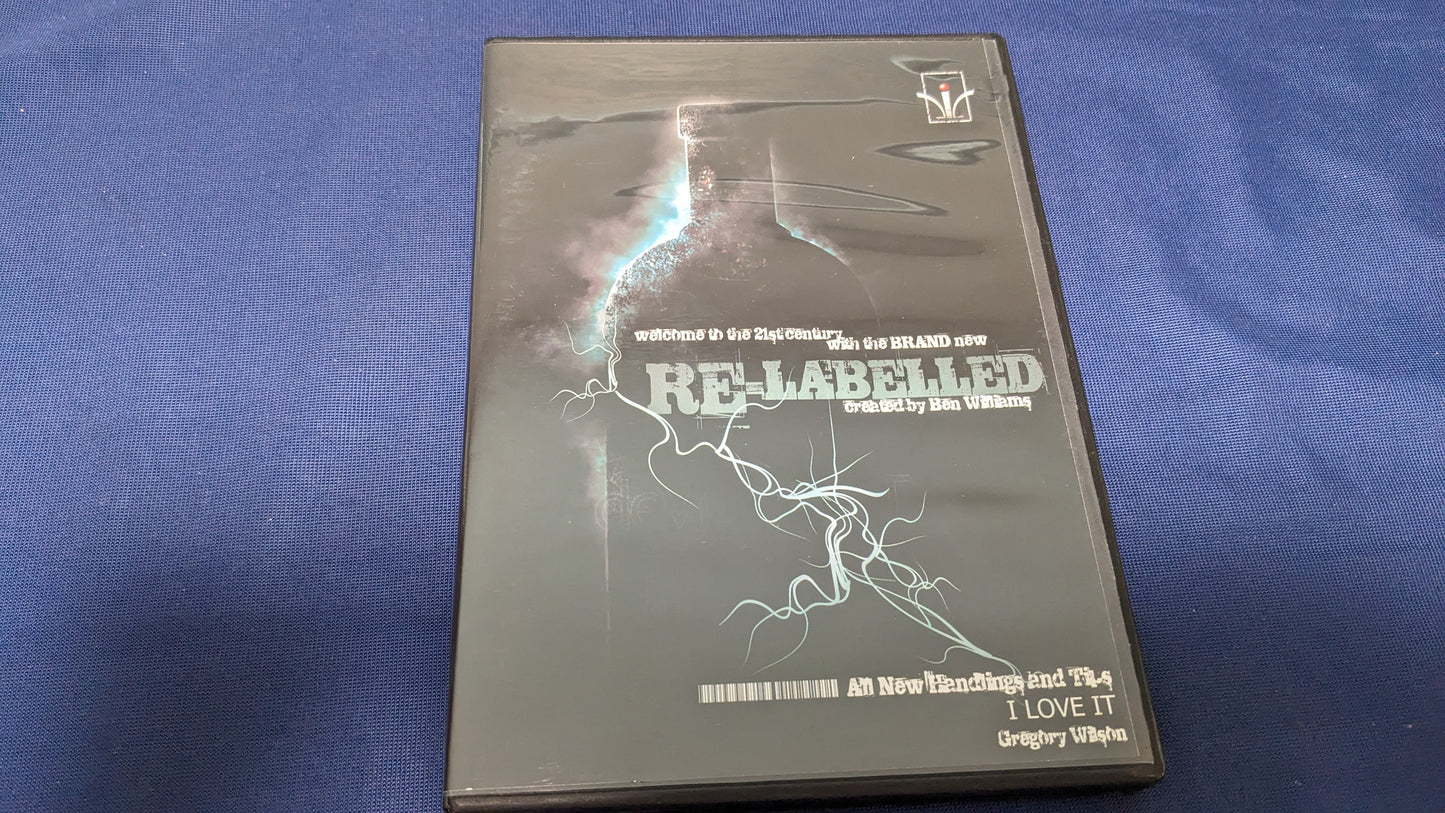 welcome to the 21st century
with the BRAND new
RE-LABELLED
created by Ben Williams
All New Handlings and Tips
I LOVE IT
Gregory Wilson